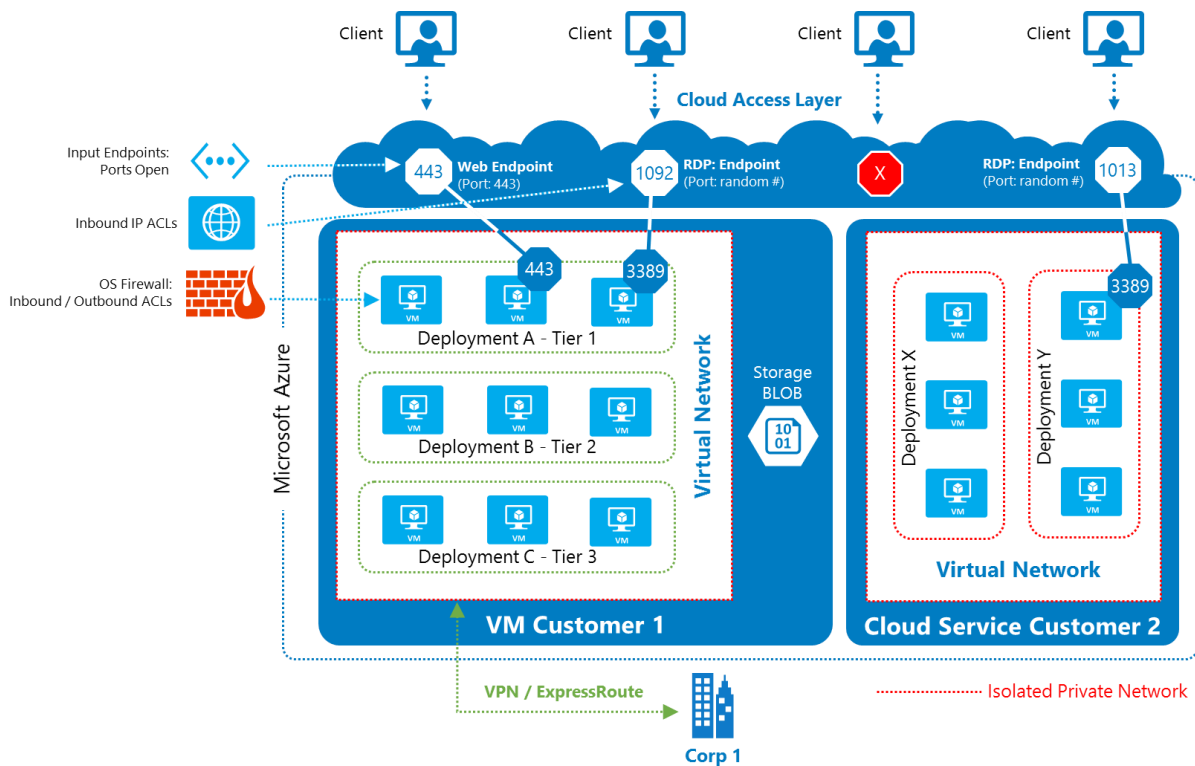 Client
Client
Client
Client
Cloud Access Layer
Input Endpoints:
Ports Open
443
Web Endpoint
(Port: 443)
1092
RDP: Endpoint
(Port: random #)
X
RDP: Endpoint
(Port: random #)
1013
Inbound IP ACLs
OS Firewall:
Inbound / Outbound ACLs
Microsoft Azure
443
3389
VM
VM
VM
Deployment A - Tier 1
VM
VM
VM
Deployment B - Tier 2
VM
VM
VM
Deployment C - Tier 3
Virtual Network
Storage
BLOB
10
01
VM Customer 1
3389
Deployment X
VM
VM
VM
Deployment Y
VM
VM
VM
Virtual Network
Cloud Service Customer 2
VPN / ExpressRoute
Corp 1
Isolated Private Network